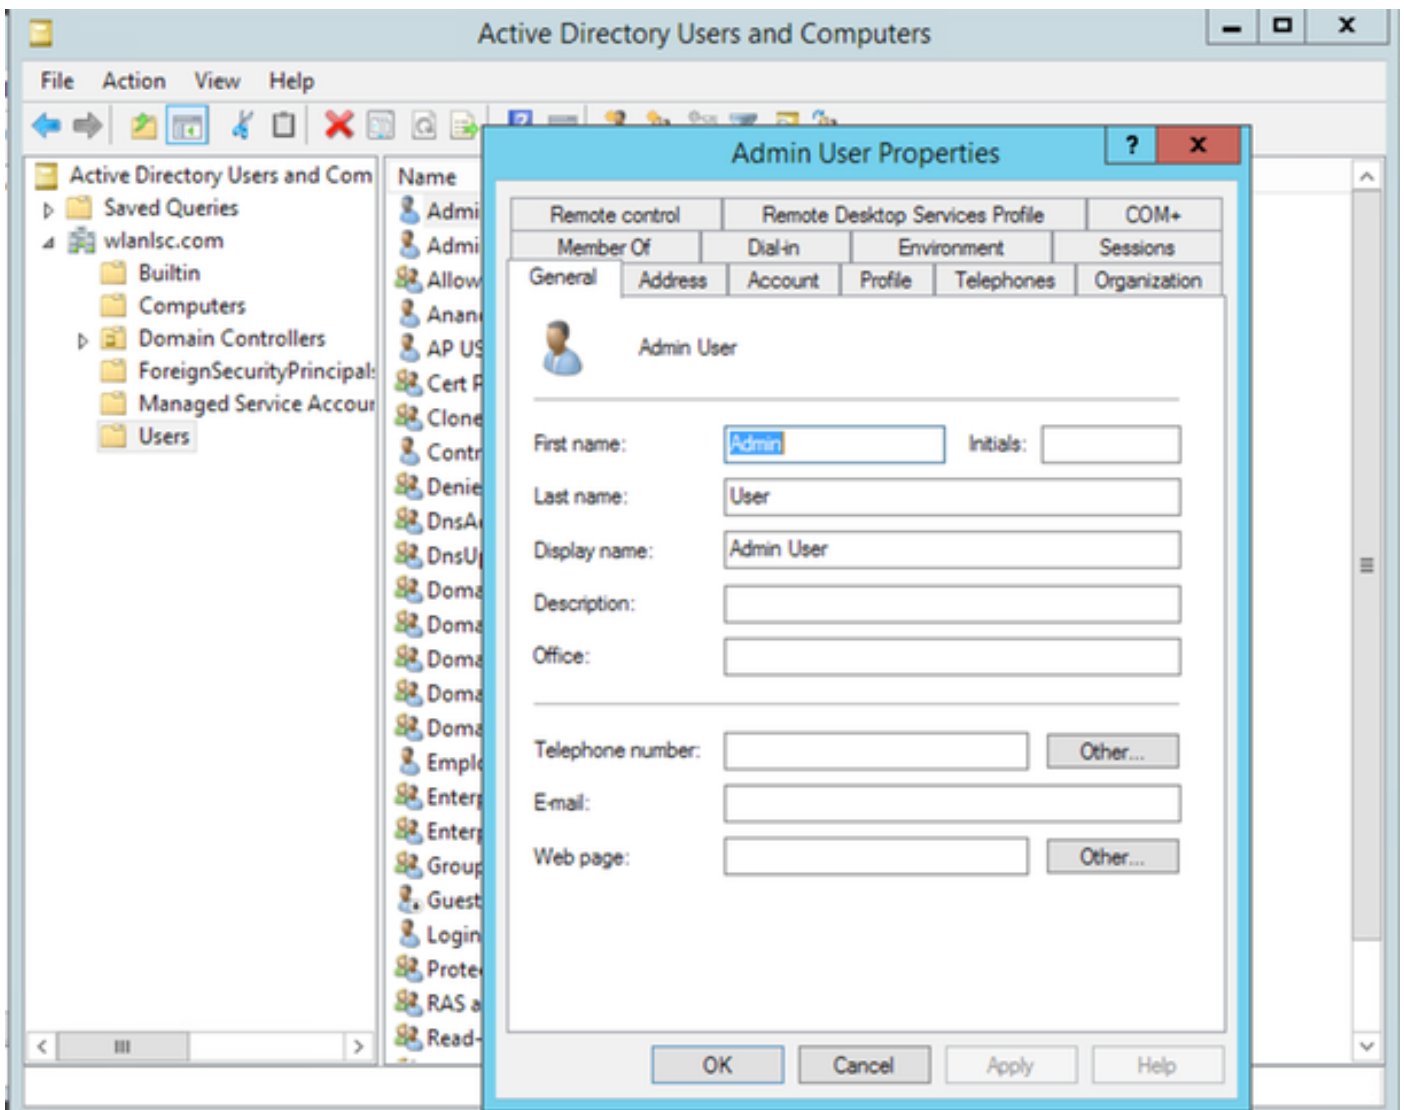 Active Directory Users and Computers
File Action View Help
Active Directory Users and Com
Saved Queries
wlanlsc.com
Builtin
Computers
Domain Controllers
ForeignSecurityPrincipals
Managed Service Accour
Users
Name
Admi
Admi
Allow
Anand
AP US
Cert P
Clone
Contr
Denie
DnsA
DnsU
Doma
Doma
Doma
Doma
Doma
Emplo
Enterp
Enterp
Group
Guest
Login
Prote
RAS a
Read-
Admin User Properties
? x
Remote control Remote Desktop Services Profile COM+
Member Of Dial-in Environment Sessions
General Address Account Profile Telephones Organization
Admin User
First name: Admin Initials:
Last name: User
Display name: Admin User
Description:
Office:
Telephone number: Other...
E-mail:
Web page: Other...
OK Cancel Apply Help